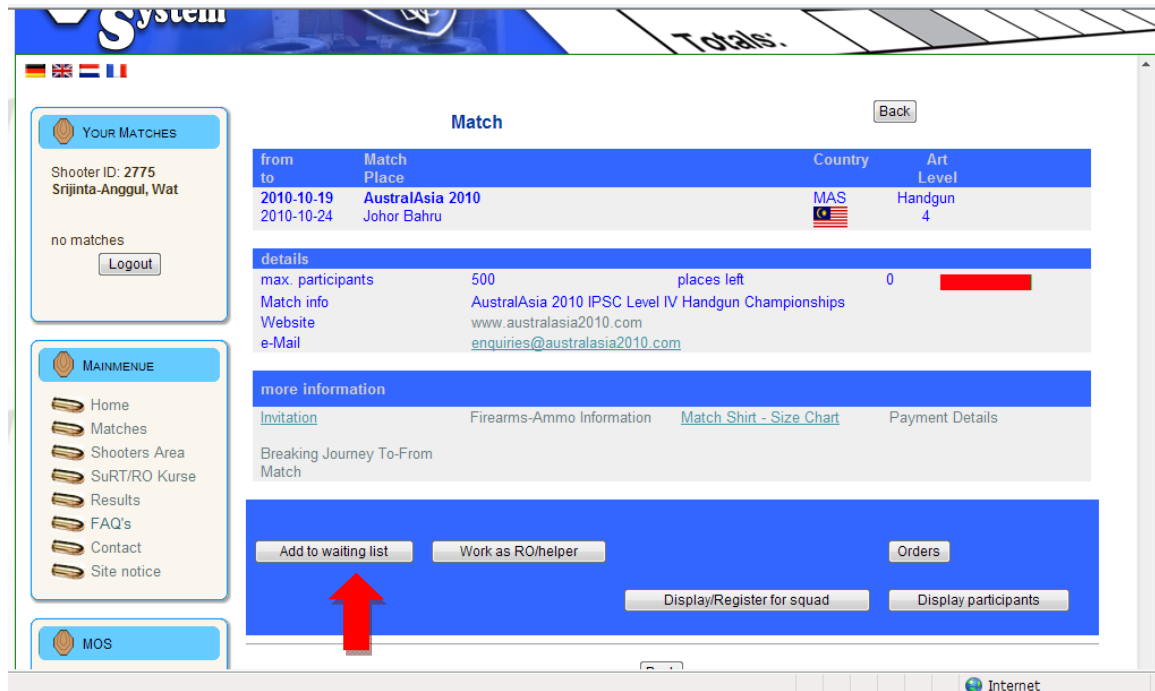 System
Totals:
Back
YOUR MATCHES
Shooter ID: 2775
Srijinta-Anggul, Wat
no matches
Logout
MAINMENUE
Home
Matches
Shooters Area
SuRT/RO Kurse
Results
FAQ's
Contact
Site notice
MOS
Match
from Match Country Art
to Place Level
2010-10-19 AustralAsia 2010 MAS Handgun
2010-10-24 Johor Bahru 4
details
max. participants 500 places left 0
Match info AustralAsia 2010 IPSC Level IV Handgun Championships
Website www.australasia2010.com
e-Mail enquiries@australasia2010.com
more information
Invitation Firearms-Ammo Information Match Shirt - Size Chart Payment Details
Breaking Journey To-From
Match
Add to waiting list Work as RO/helper Orders
Display/Register for squad Display participants
Internet